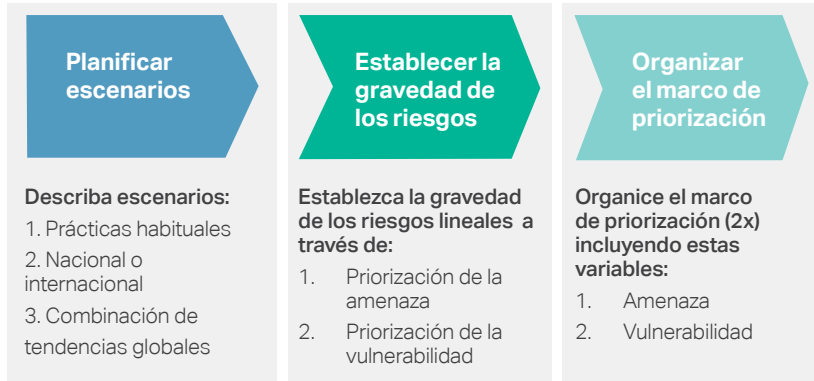 Planificar
escenarios
Describa escenarios:
1. Prácticas habituales
2. Nacional o
internacional
3. Combinación de
tendencias globales
Establecer la
gravedad de
los riesgos
Establezca la gravedad
de los riesgos lineales a
través de:
1. Priorización de la
amenaza
2. Priorización de la
vulnerabilidad
Organizar
el marco de
priorización
Organice el marco
de priorización (2x)
incluyendo estas
variables:
1. Amenaza
2. Vulnerabilidad